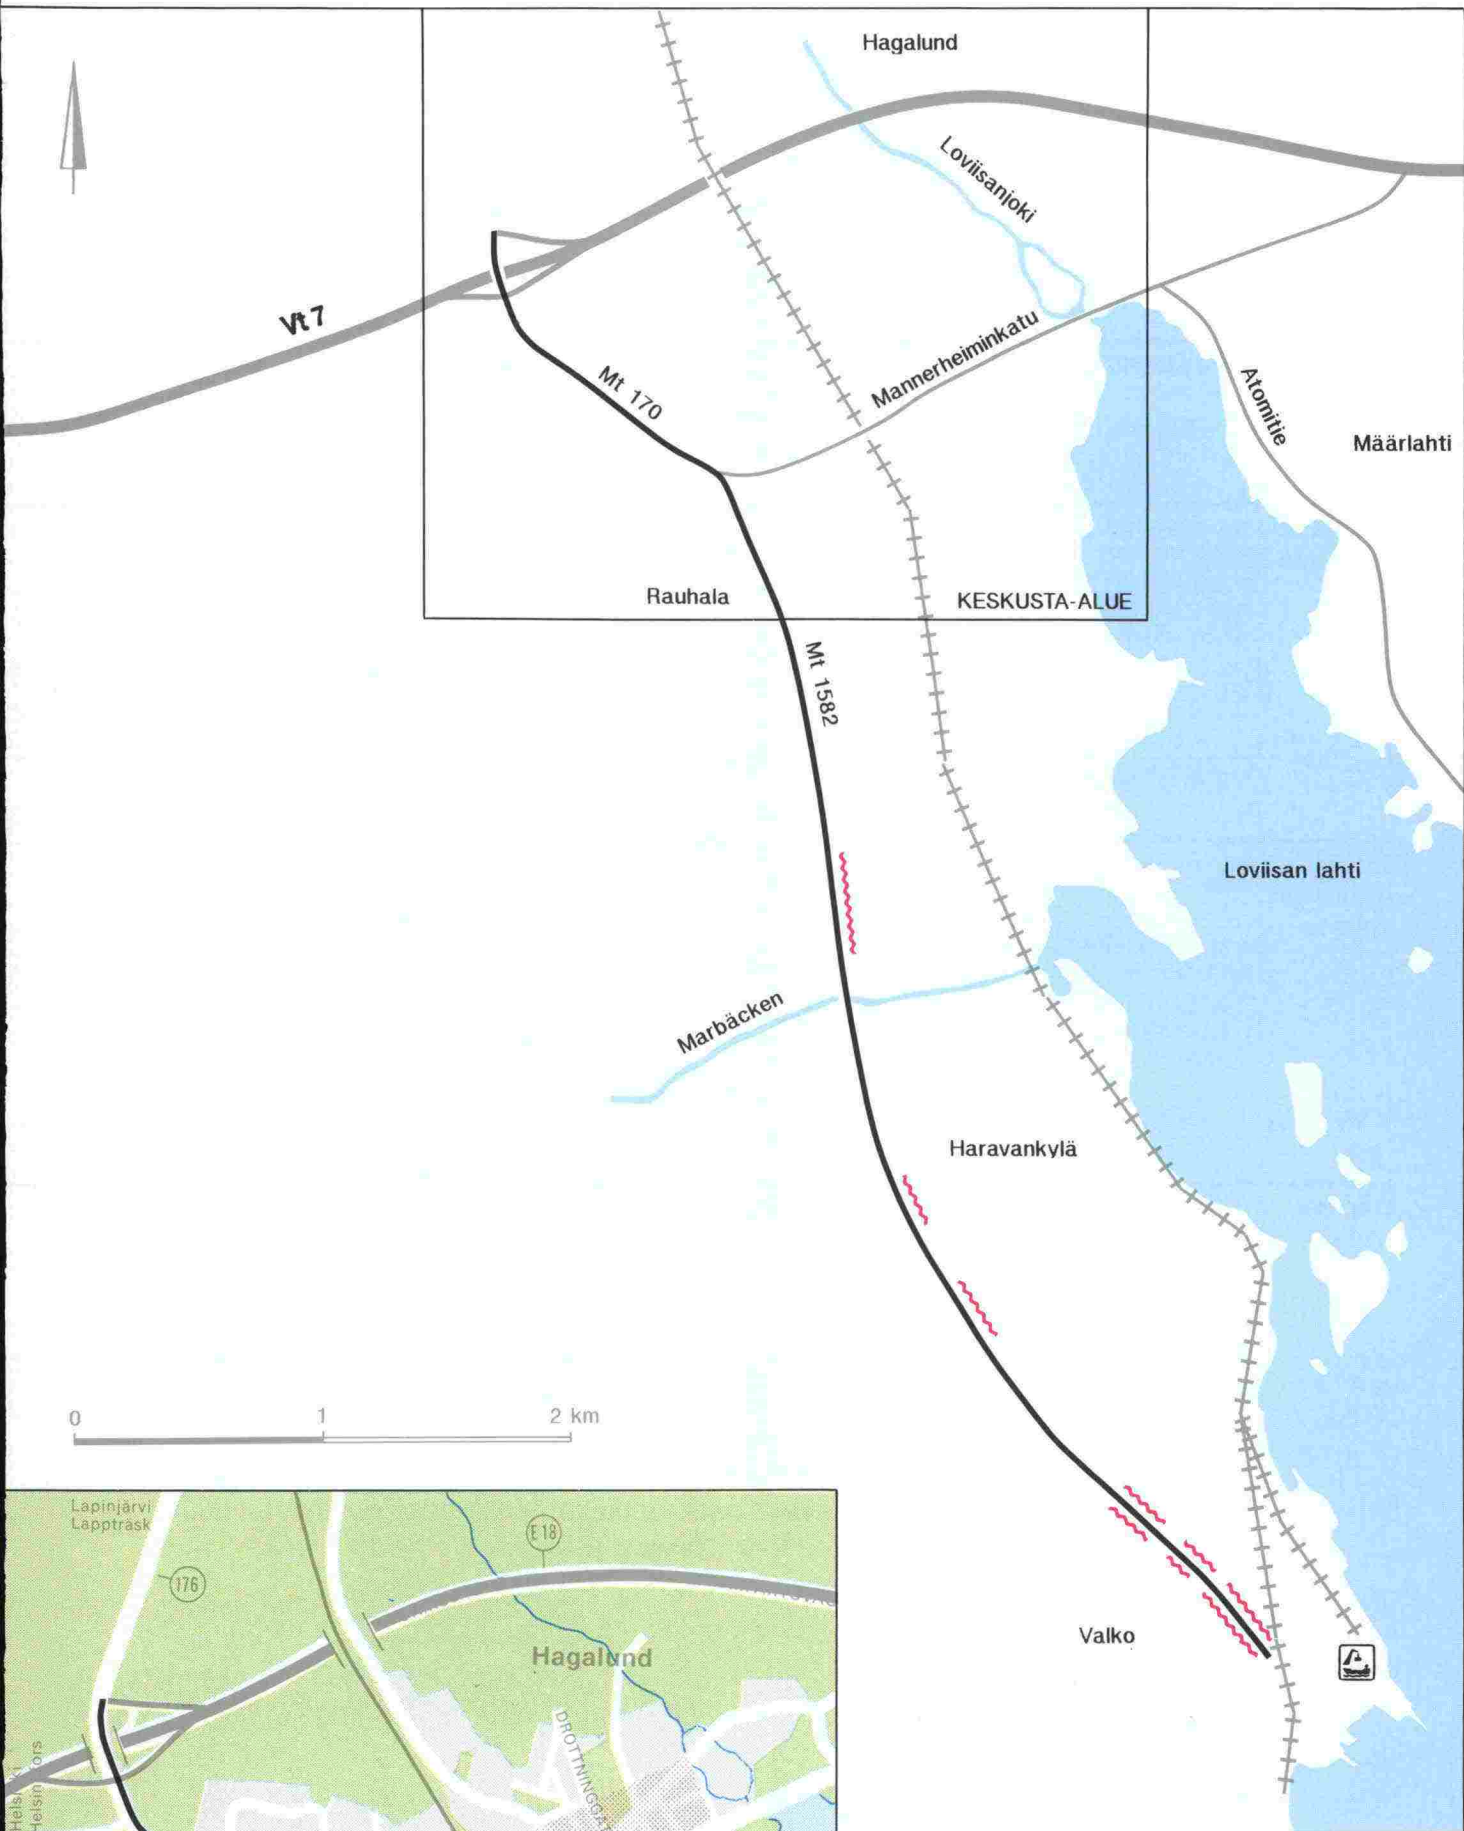 Hagalund
Loviisanjoki
Vt 7
Mannerheiminkatu
Mt 170
Atomitie
Määrlahti
Rauhala
KESKUSTA-ALUE
Mt 1582
Loviisan lahti
Marbäcken
Haravankylä
0 1 2 km
Valko
Lapinjärvi
Lappträsk
E 18
176
Hagalund